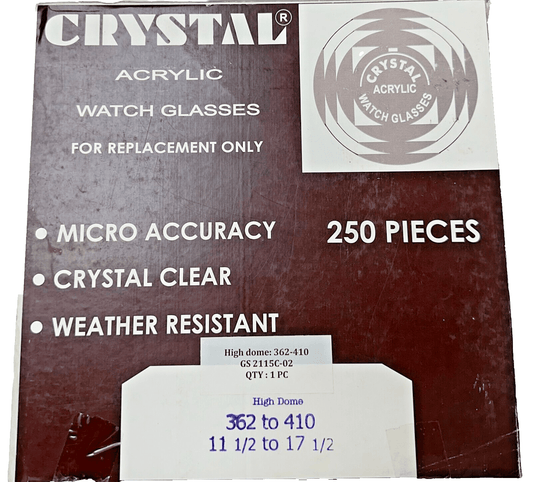 CRYSTAL®
ACRYLIC
WATCH GLASSES
FOR REPLACEMENT ONLY
CRYSTAL
ACRYLIC
WATCH GLASSES
• MICRO ACCURACY
250 PIECES
• CRYSTAL CLEAR
• WEATHER RESISTANT
High dome: 362-410
GS 2115C-02
QTY : 1 PC
High Dome
362 to 410
11 1/2 to 17 1/2